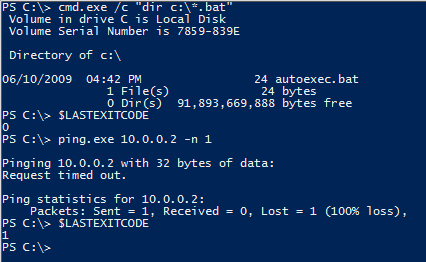 PS C:\> cmd.exe /c "dir c:\*.bat"
 Volume in drive C is Local Disk
 Volume Serial Number is 7859-839E

 Directory of c:\

06/10/2009  04:42 PM                24 autoexec.bat
               1 File(s)             24 bytes
               0 Dir(s)  91,893,669,888 bytes free
PS C:\> $LASTEXITCODE
0
PS C:\> ping.exe 10.0.0.2 -n 1

Pinging 10.0.0.2 with 32 bytes of data:
Request timed out.

Ping statistics for 10.0.0.2:
    Packets: Sent = 1, Received = 0, Lost = 1 (100% loss),
PS C:\> $LASTEXITCODE
1
PS C:\>